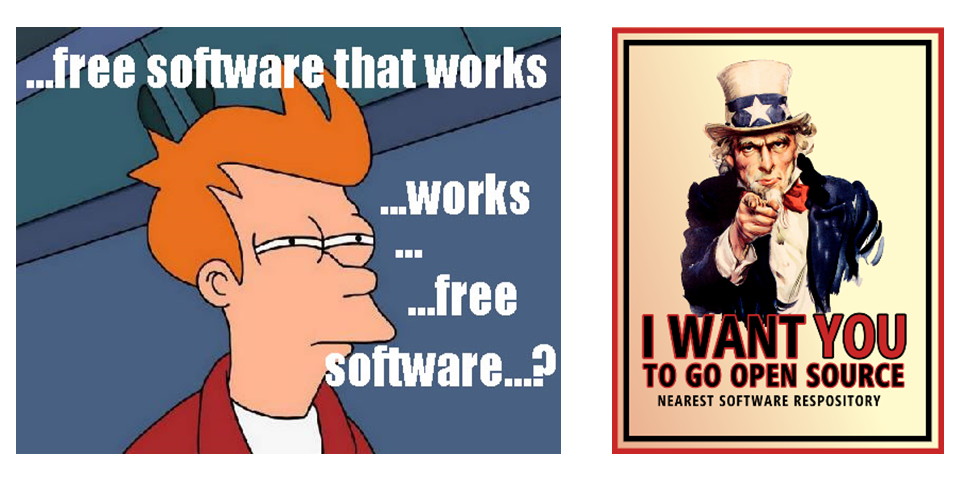 ...free software that works
...works
...
...free
software...?
I WANT YOU
TO GO OPEN SOURCE
NEAREST SOFTWARE RESPOSITORY